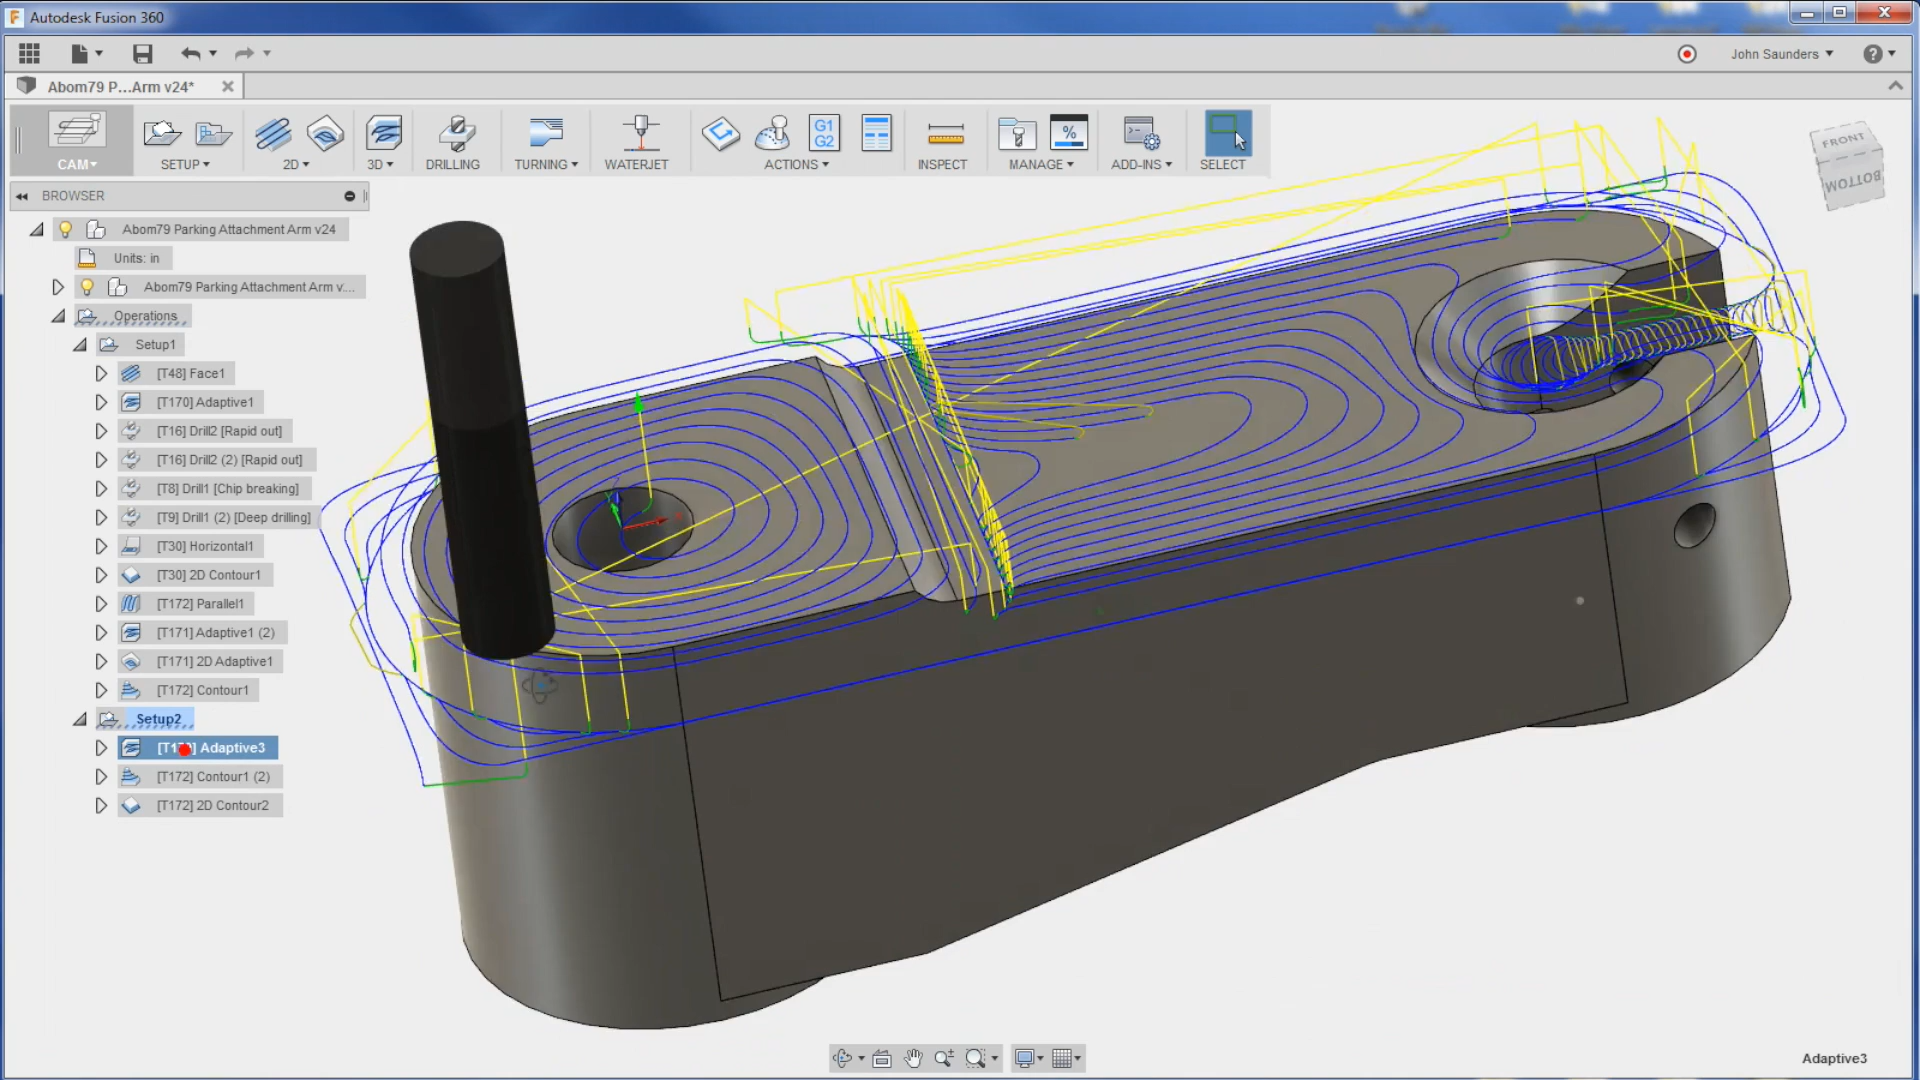 Autodesk Fusion 360
John Saunders
Abom79 P...Arm v24*
CAM
SETUP
2D
3D
DRILLING
TURNING
WATERJET
G1
G2
ACTIONS
INSPECT
%
MANAGE
ADD-INS
SELECT
FRONT
BOTTOM
BROWSER
Abom79 Parking Attachment Arm v24
Units: in
Abom79 Parking Attachment Arm v....
Operations
Setup1
[T48] Face1
[T170] Adaptive1
[T16] Drill2 [Rapid out]
[T16] Drill2 (2) [Rapid out]
[T8] Drill1 [Chip breaking]
[T9] Drill1 (2) [Deep drilling]
[T30] Horizontal1
[T30] 2D Contour1
[T172] Parallel1
[T171] Adaptive1 (2)
[T171] 2D Adaptive1
[T172] Contour1
Setup2
Adaptive3
[T172] Contour1 (2)
[T172] 2D Contour2
Adaptive3